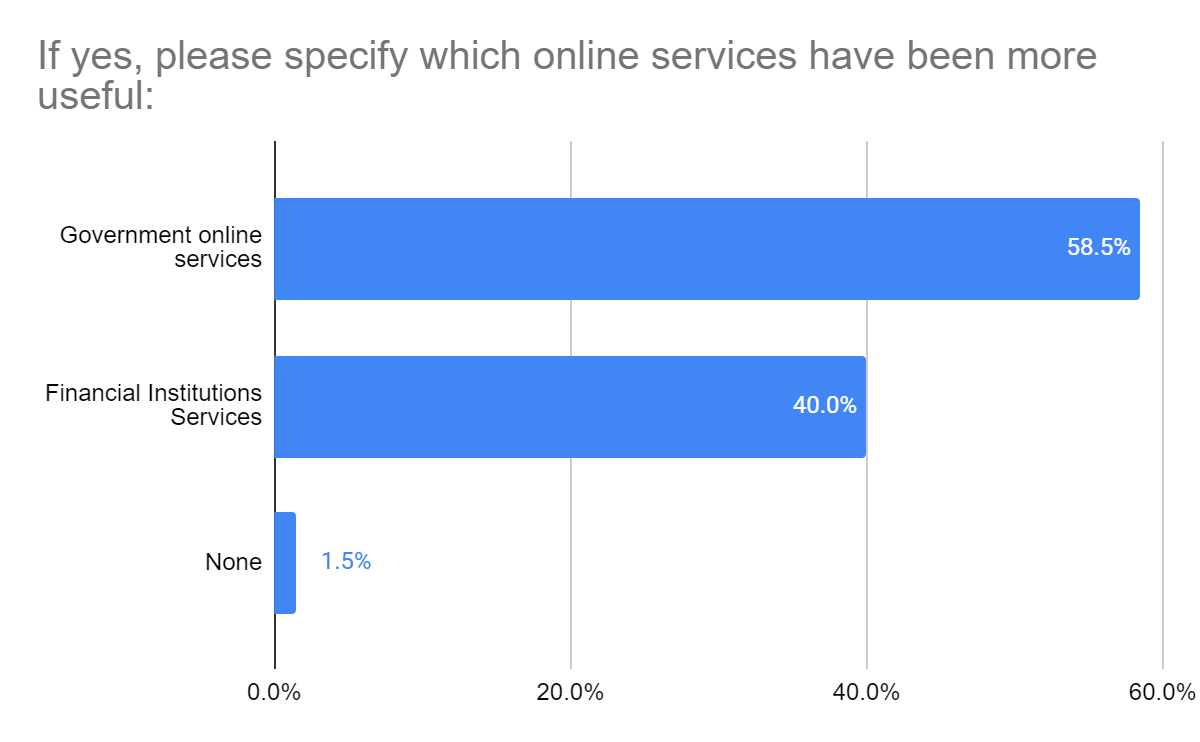 If yes, please specify which online services have been more
useful:
Government online
services
58.5%
Financial Institutions
Services
40.0%
None
1.5%
0.0%
20.0%
40.0%
60.0%